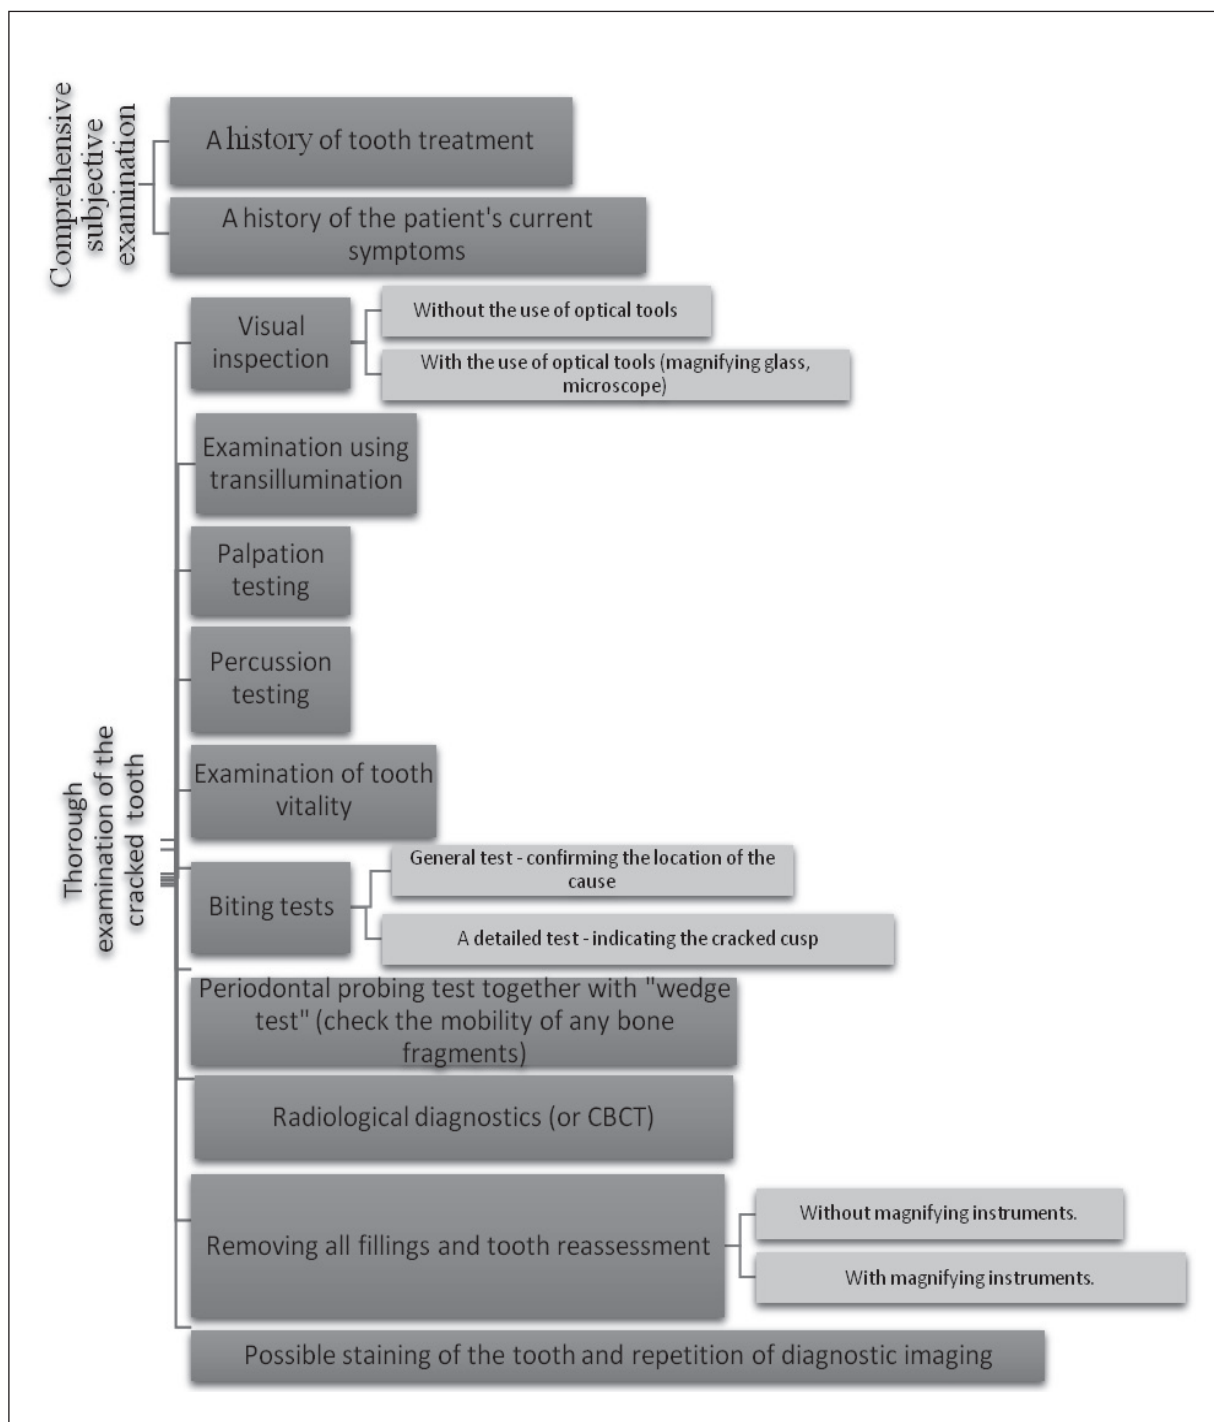 Comprehensive
subjective
examination
A history of tooth treatment
A history of the patient's current
symptoms
Thorough
examination of the
cracked tooth
Visual
inspection
Without the use of optical tools
With the use of optical tools (magnifying glass,
microscope)
Examination using
transillumination
Palpation
testing
Percussion
testing
Examination of tooth
vitality
Biting tests
General test - confirming the location of the
cause
A detailed test - indicating the cracked cusp
Periodontal probing test together with "wedge
test" (check the mobility of any bone
fragments)
Radiological diagnostics (or CBCT)
Removing all fillings and tooth reassessment
Without magnifying instruments.
With magnifying instruments.
Possible staining of the tooth and repetition of diagnostic imaging